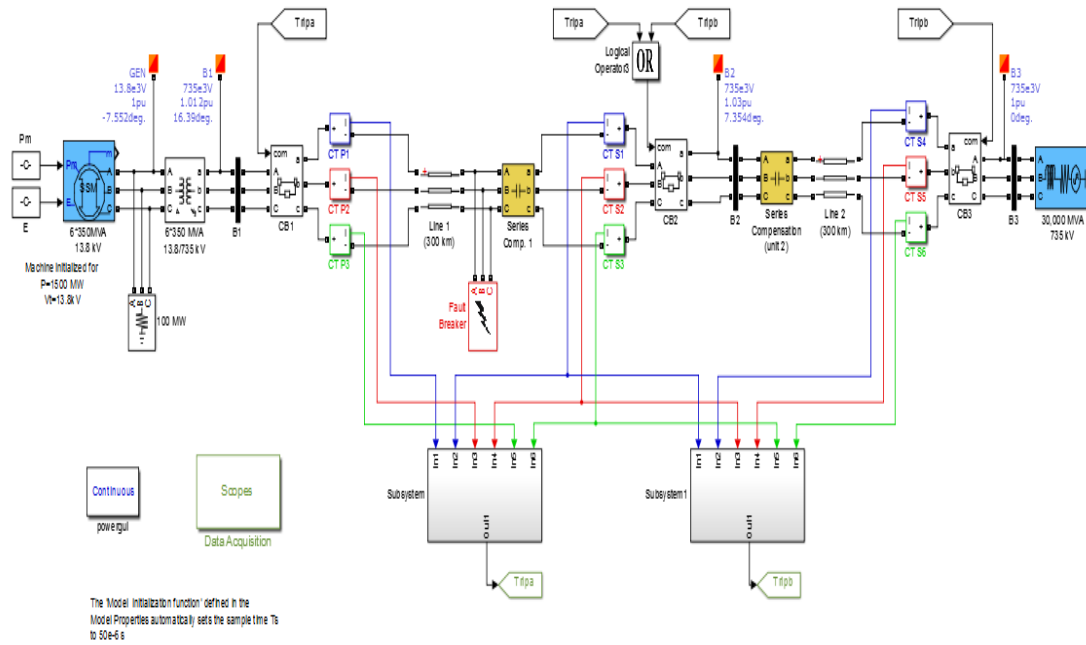 Tripa
Tripa
Tripb
Tripb
Logical
Operator3
OR
GEN
13.8e3V
1pu
-7.552deg.
B1
735e3V
1.012pu
16.39deg.
B2
735e3V
1.03pu
7.354deg.
B3
735e3V
1pu
0deg.
Pm
E
Pm
m
SSM
E
A
B
C
6*350MVA
13.8 kV
Machine initialized for
P=1500 MW
Vt=13.8kV
A B C
100 MW
A a
B b
C c
6*350 MVA
13.8/735 kV
A a
B b
C c
B1
com a
A
B b
C c
CB1
CT P1
CT P2
CT P3
Line 1
(300 km)
A a
B b
C c
Series
Comp. 1
A B C
Fault
Breaker
CT S1
CT S2
CT S3
com a
A
B b
C c
CB2
A a
B b
C c
B2
A a
B b
C c
Series
Compensation
(unit 2)
Line 2
(300 km)
CT S4
CT S5
CT S6
com a
A
B b
C c
CB3
B3
A
B
C
30,000 MVA
735 kV
In1 In2 In3 In4 In5 In6
Subsystem
out1
Tripa
In1 In2 In3 In4 In5 In6
Subsystem1
out1
Tripb
Continuous
powergui
Scopes
Data Acquisition
The 'Model initialization function' defined in the
Model Properties automatically sets the sample time Ts
to 50e-6 s